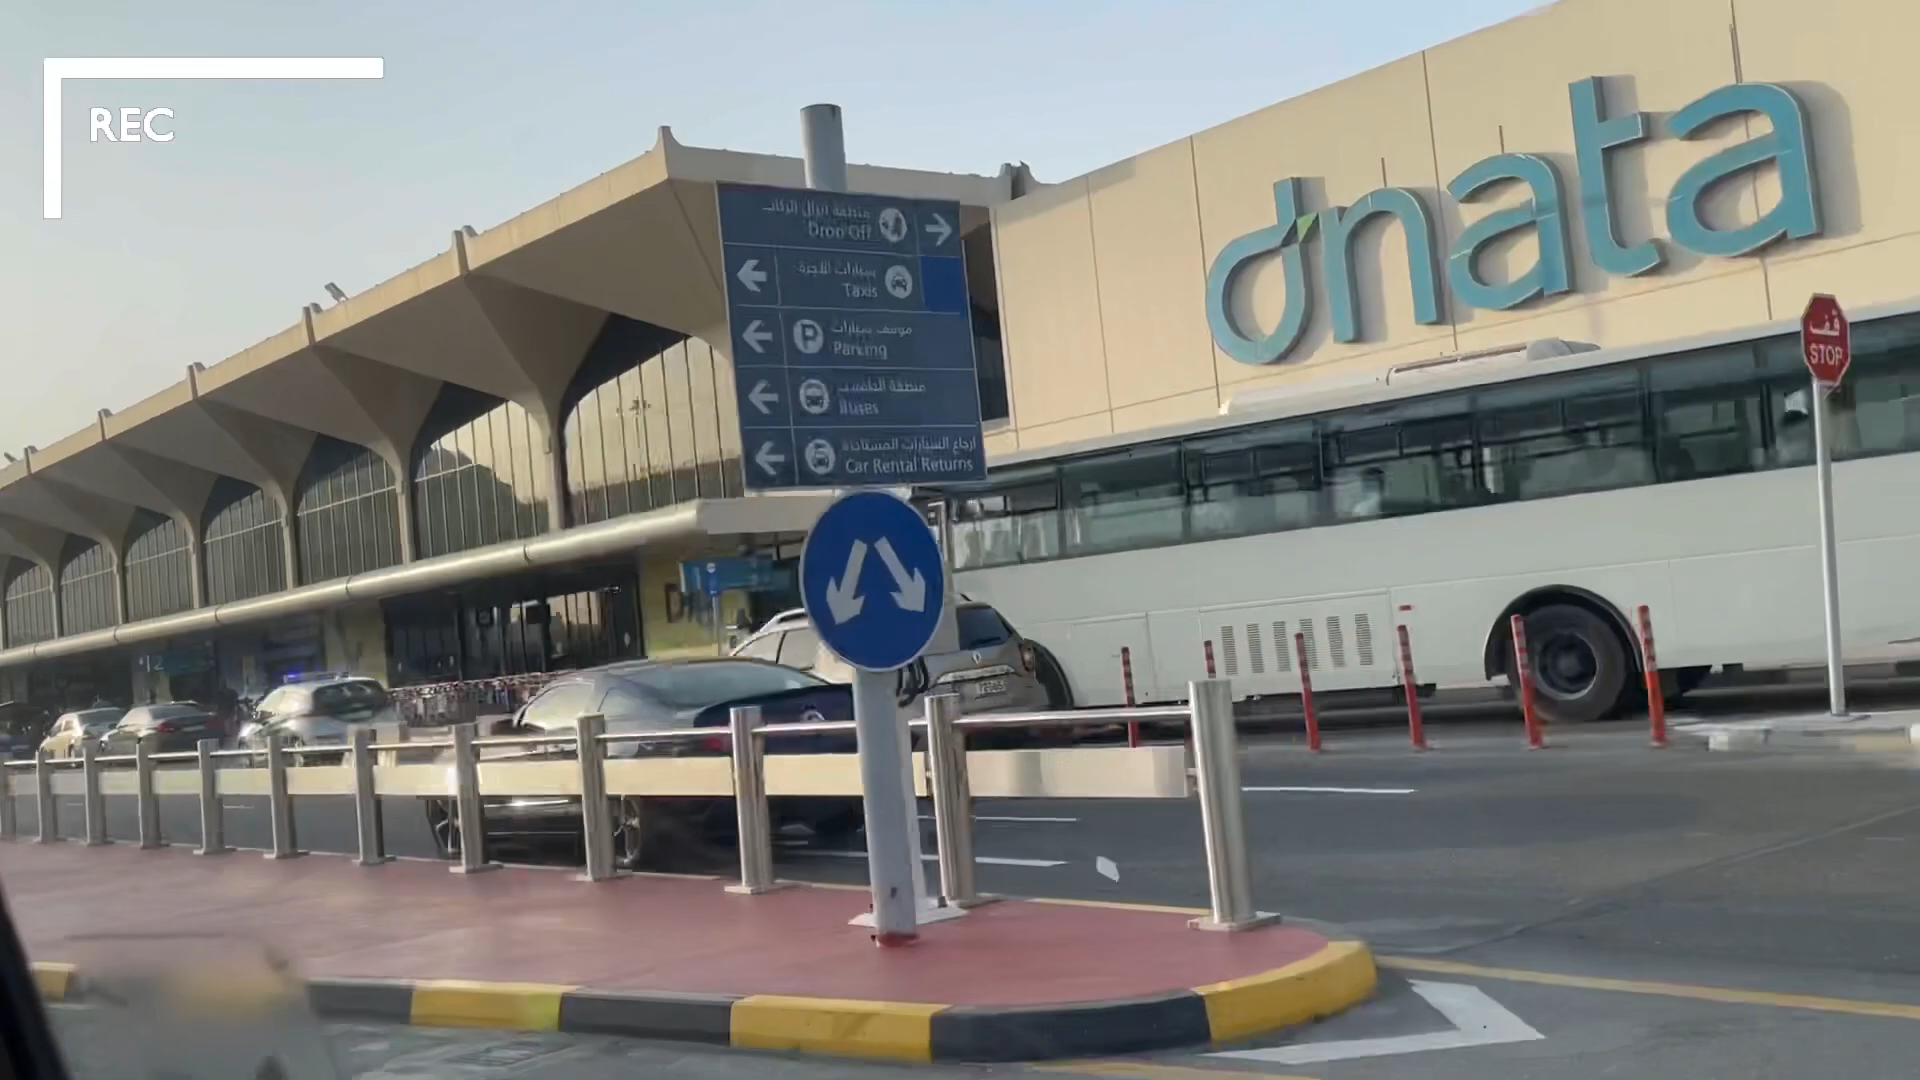 REC
dnata
منطقة انزال الركاب
Drop Off
سيارات الأجرة
Taxis
موقف سيارات
P
Parking
منطقة الحافلات
Buses
ارجاع السيارات المستأجرة
Car Rental Returns
قف
STOP